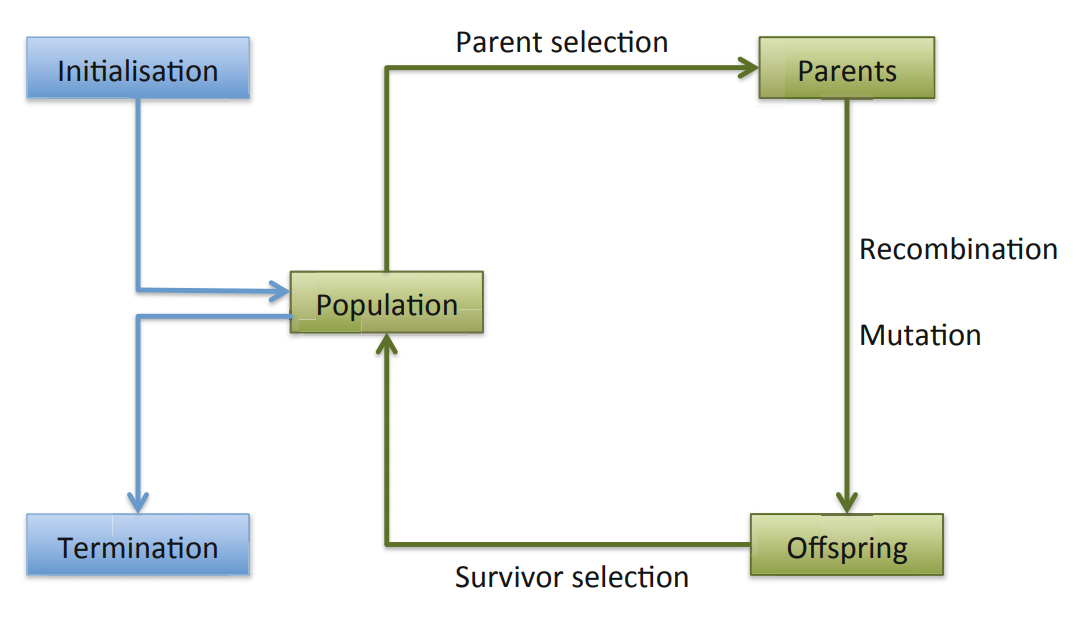 Parent selection
Initialisation
Parents
Recombination
Population
Mutation
Termination
Offspring
Survivor selection